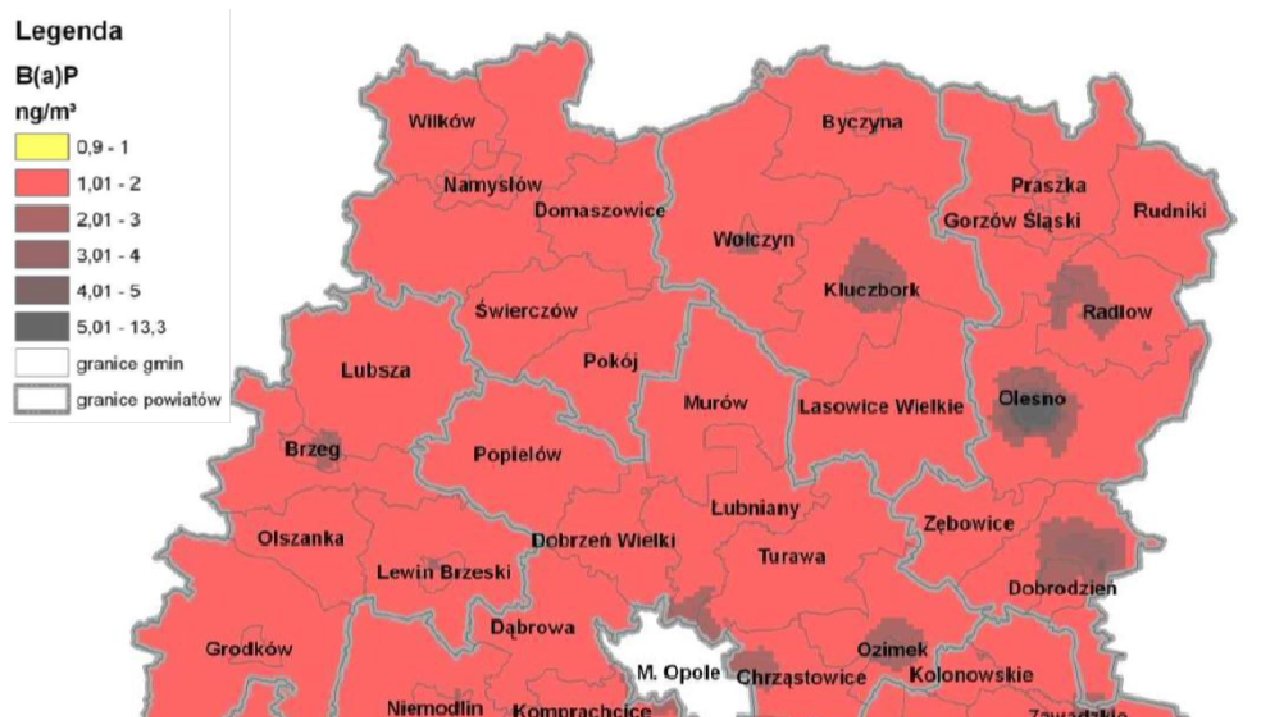 Legenda
B(a)P
ng/m³
0,9 - 1
1,01 - 2
2,01 - 3
3,01 - 4
4,01 - 5
5,01 - 13,3
granice gmin
granice powiatów
Wilków
Byczyna
Namysłów
Praszka
Domaszowice
Gorzów Śląski
Rudniki
Wołczyn
Kluczbork
Świerczów
Radłow
Pokój
Lubsza
Murów
Lasowice Wielkie
Olesno
Brzeg
Popielów
Łubniany
Zębowice
Olszanka
Dobrzeń Wielki
Turawa
Lewin Brzeski
Dobrodzień
Dąbrowa
Grodków
Ozimek
M. Opole
Chrząstowice
Kolonowskie
Niemodlin
Komprachcice
Zawadzkie